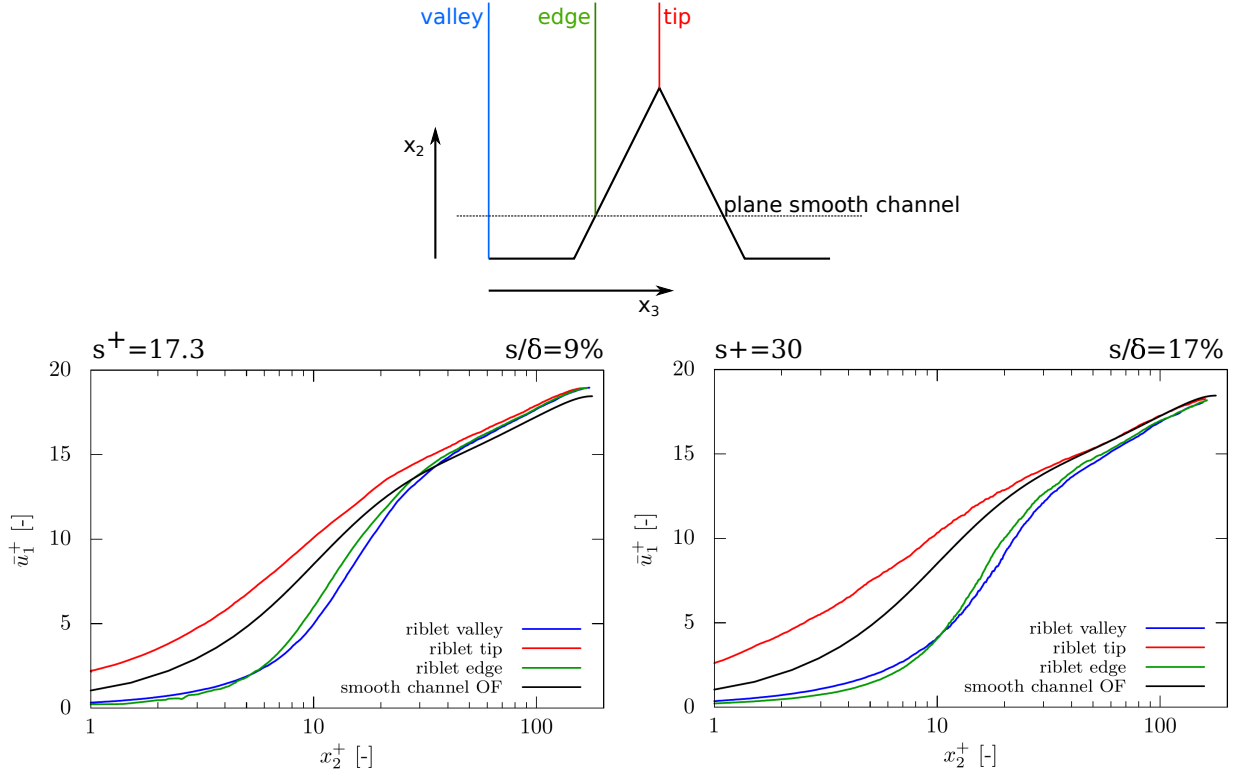 valley edge tip
x2
plane smooth channel
x3
s+=17.3 s/δ=9%
20
15
10
5
0
ū1+ [-]
riblet valley
riblet tip
riblet edge
smooth channel OF
1 10 100
x2+ [-]
s+=30 s/δ=17%
20
15
10
5
0
ū1+ [-]
riblet valley
riblet tip
riblet edge
smooth channel OF
1 10 100
x2+ [-]